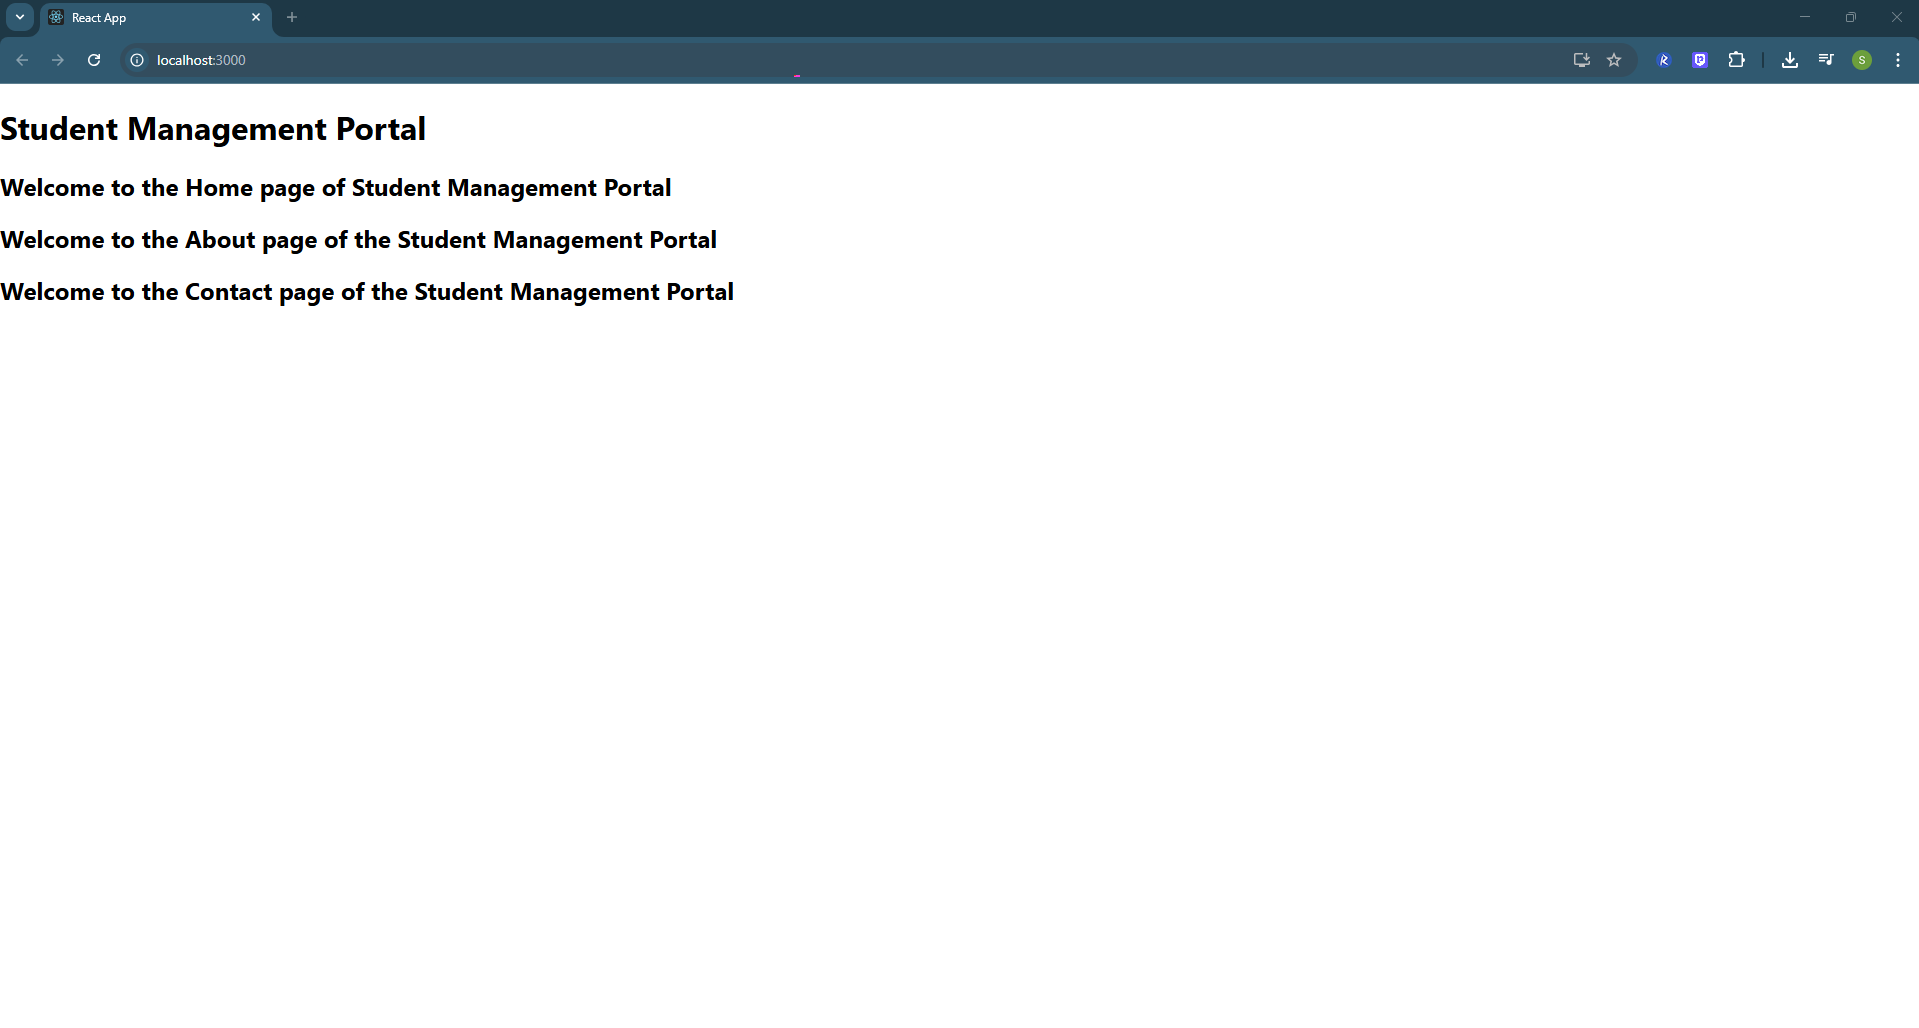 React App
localhost:3000
S
Student Management Portal
Welcome to the Home page of Student Management Portal
Welcome to the About page of the Student Management Portal
Welcome to the Contact page of the Student Management Portal